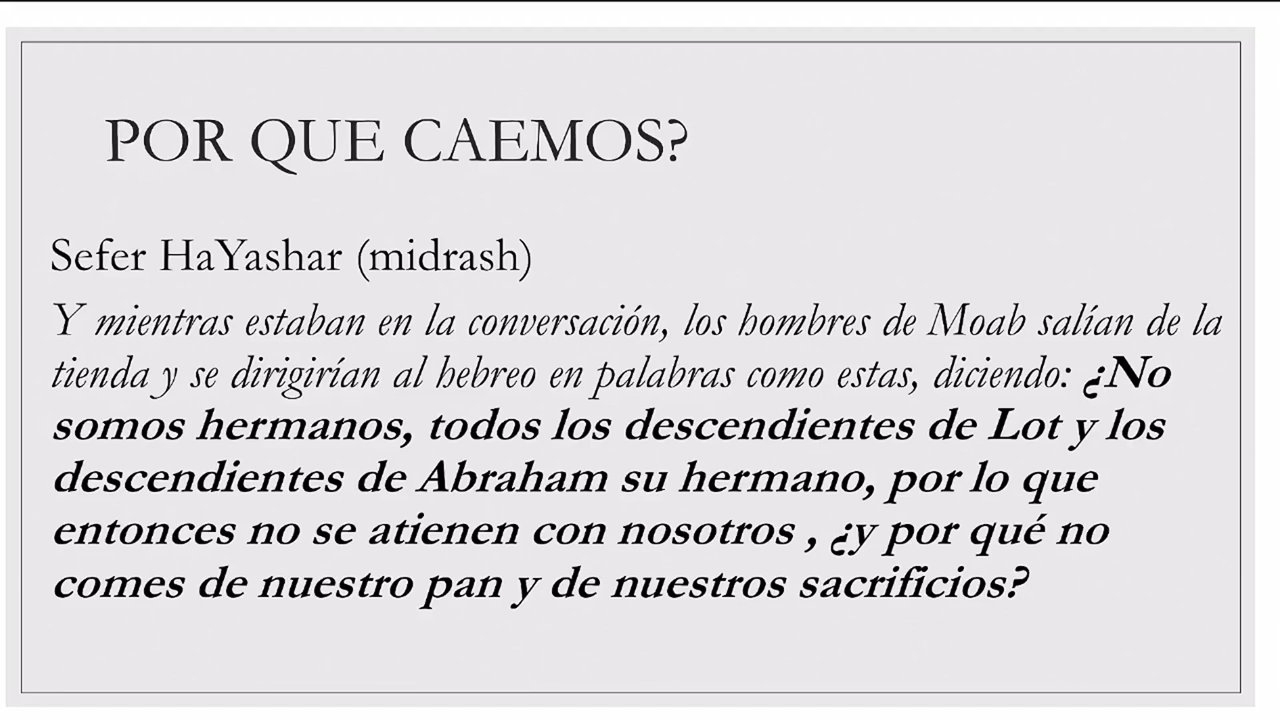 POR QUE CAEMOS?
Sefer HaYashar (midrash)
Y mientras estaban en la conversación, los hombres de Moab salían de la
tienda y se dirigirían al hebreo en palabras como estas, diciendo: ¿No
somos hermanos, todos los descendientes de Lot y los
descendientes de Abraham su hermano, por lo que
entonces no se atienen con nosotros , ¿y por qué no
comes de nuestro pan y de nuestros sacrificios?